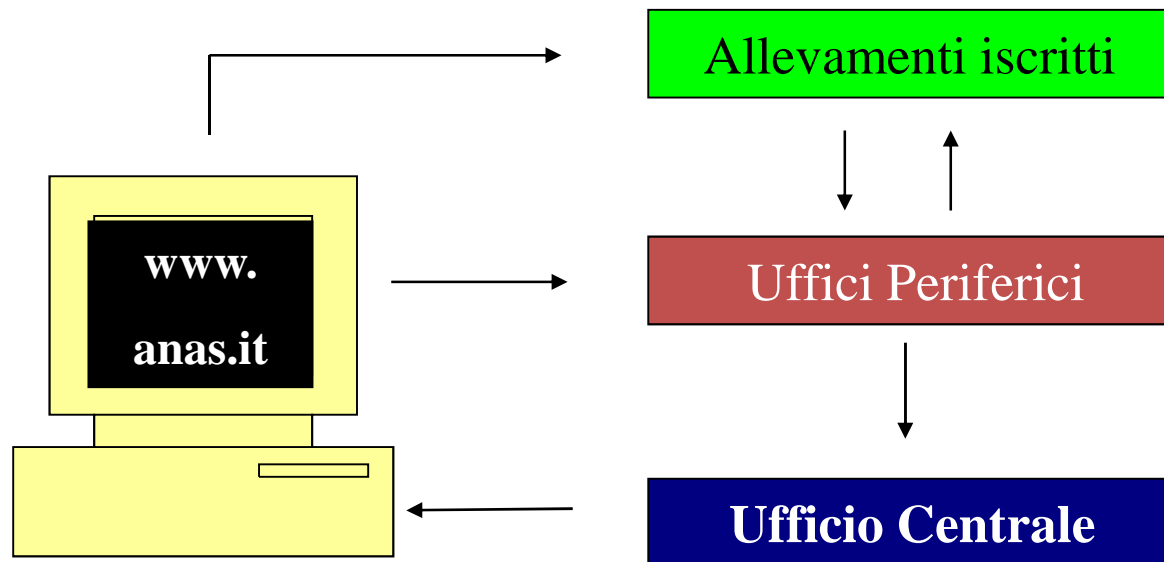 Allevamenti iscritti
www.
anas.it
Uffici Periferici
Ufficio Centrale